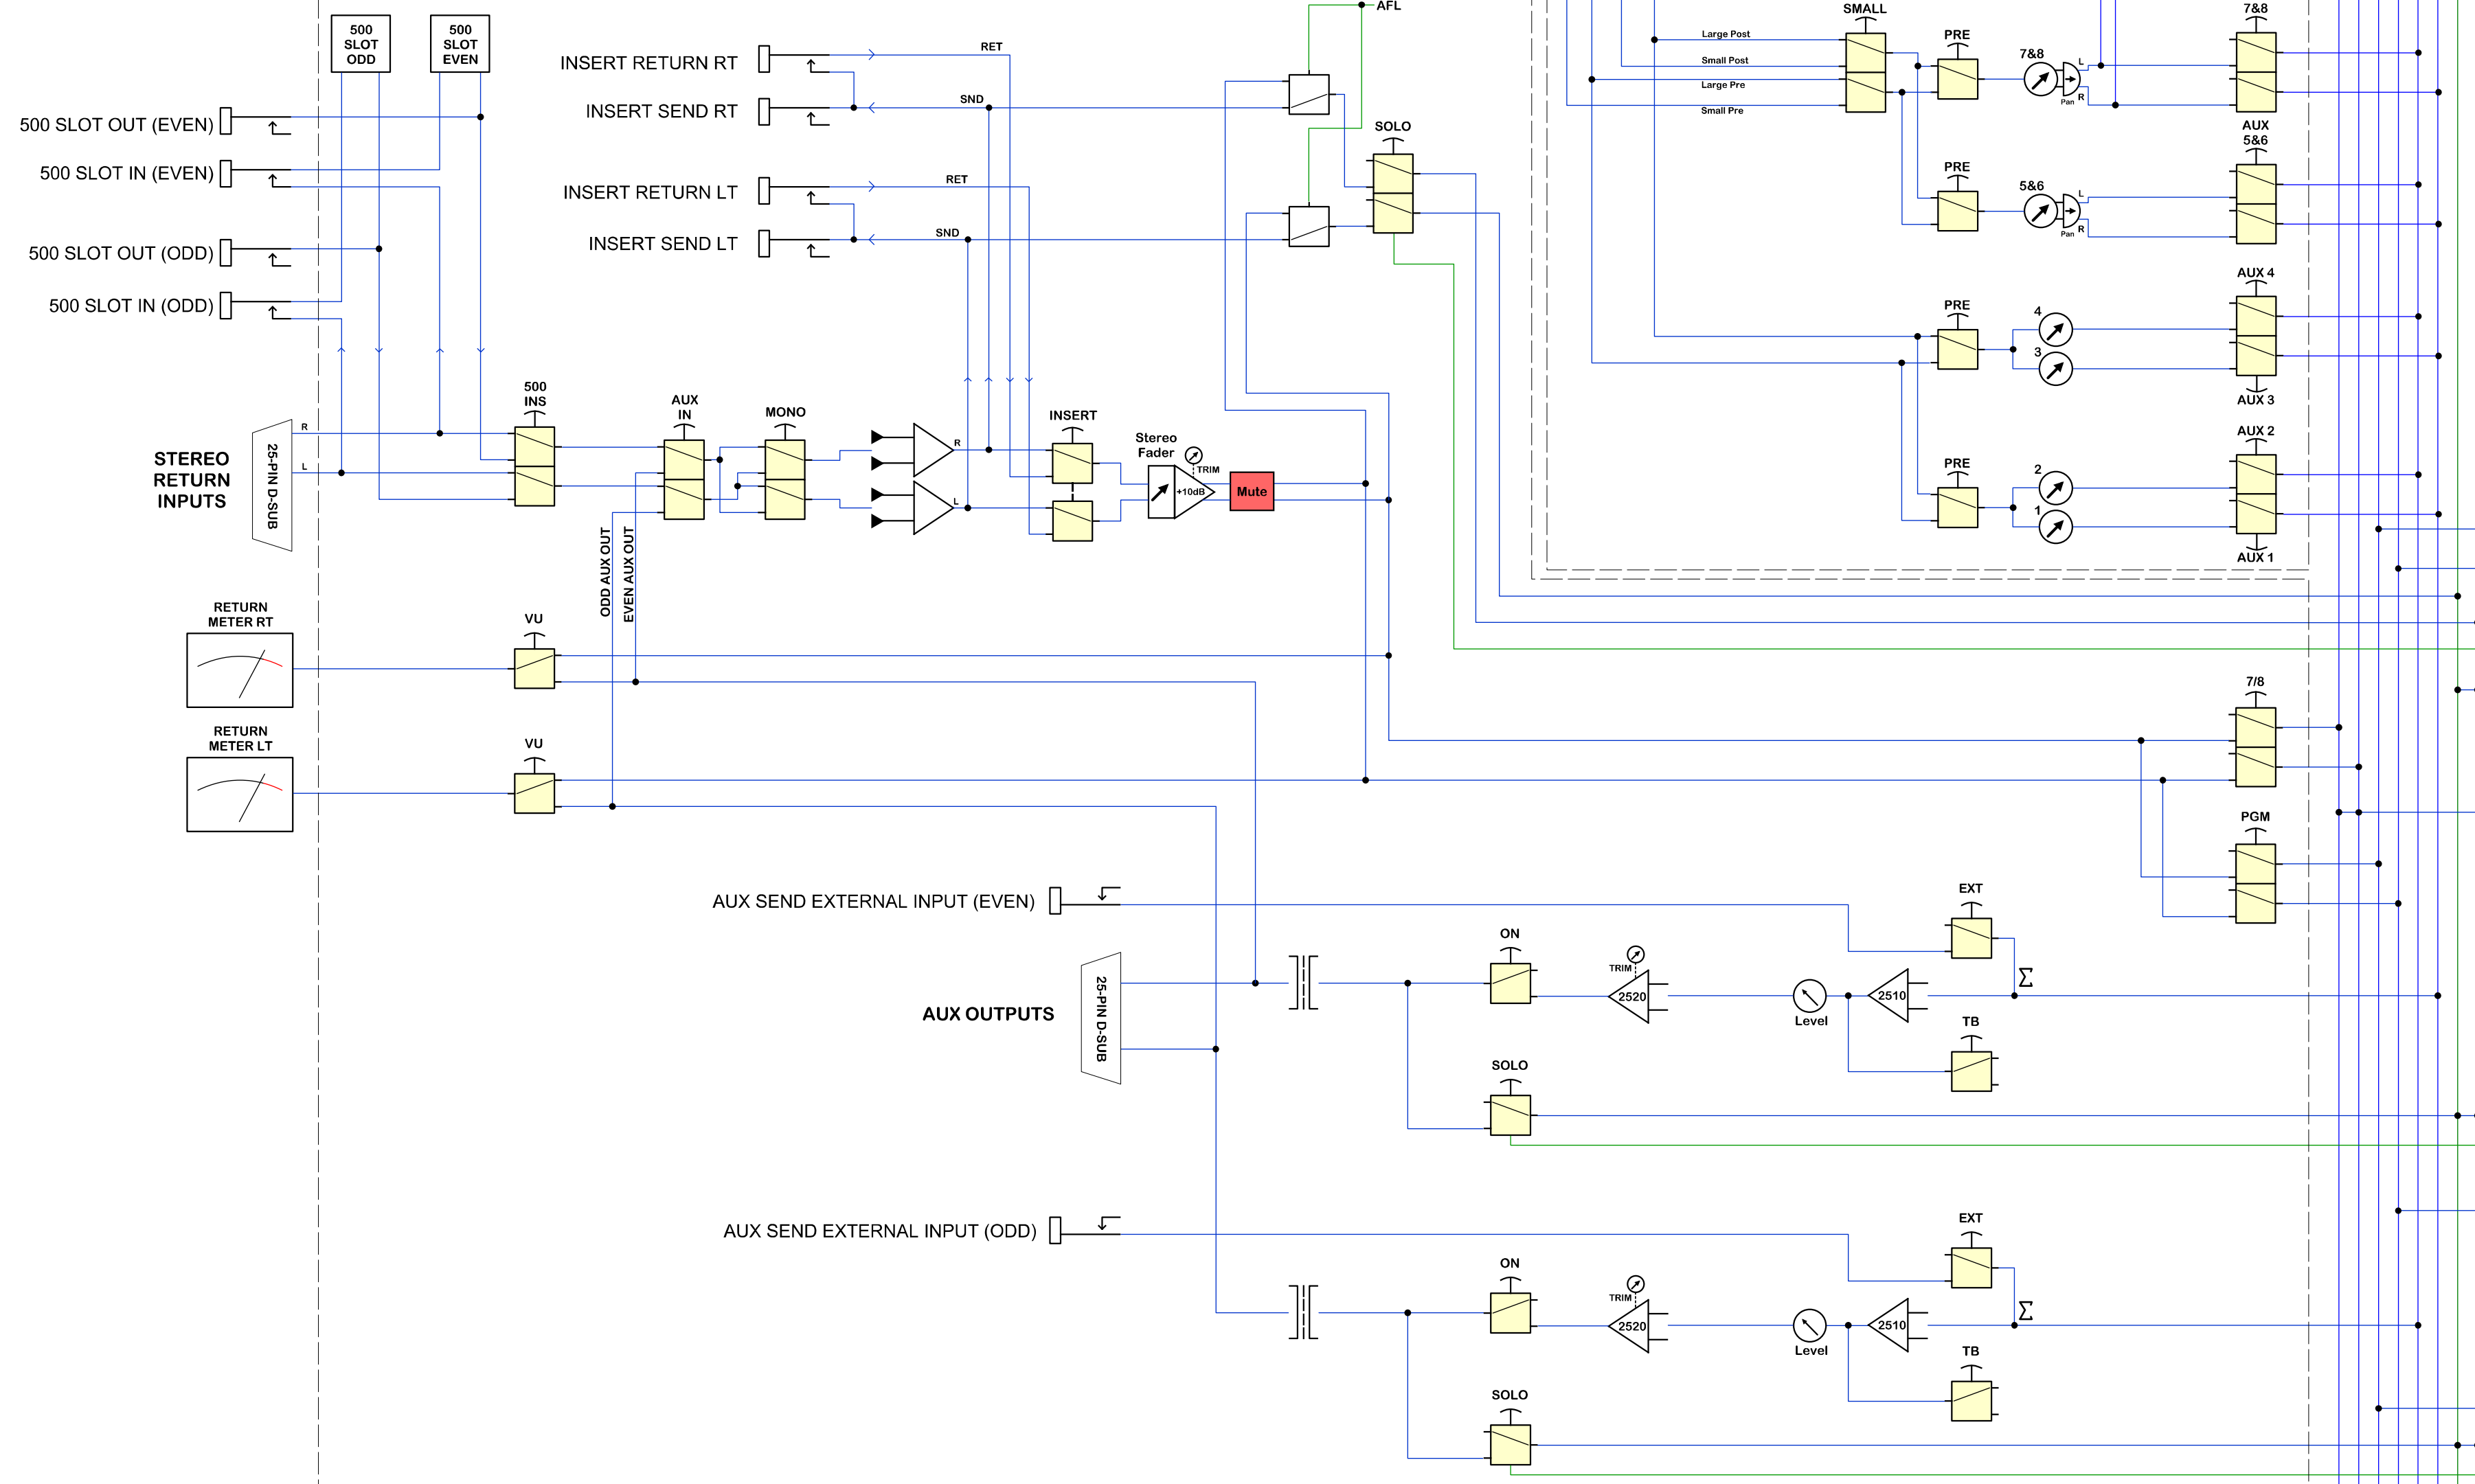 500
SLOT
ODD
500
SLOT
EVEN
500 SLOT OUT (EVEN)
500 SLOT IN (EVEN)
500 SLOT OUT (ODD)
500 SLOT IN (ODD)
INSERT RETURN RT
RET
INSERT SEND RT
SND
INSERT RETURN LT
RET
INSERT SEND LT
SND
AFL
SOLO
STEREO
RETURN
INPUTS
25-PIN D-SUB
R
L
500
INS
AUX
IN
MONO
R
L
INSERT
Stereo
Fader
TRIM
+10dB
Mute
ODD AUX OUT
EVEN AUX OUT
RETURN
METER RT
VU
RETURN
METER LT
VU
SMALL
Large Post
Small Post
Large Pre
Small Pre
PRE
7&8
L
R
Pan
7&8
PRE
5&6
L
R
Pan
AUX
5&6
PRE
4
3
AUX 4
AUX 3
PRE
2
1
AUX 2
AUX 1
7/8
PGM
AUX SEND EXTERNAL INPUT (EVEN)
AUX OUTPUTS
25-PIN D-SUB
ON
TRIM
2520
Level
2510
EXT
Σ
TB
SOLO
AUX SEND EXTERNAL INPUT (ODD)
ON
TRIM
2520
Level
2510
EXT
Σ
TB
SOLO